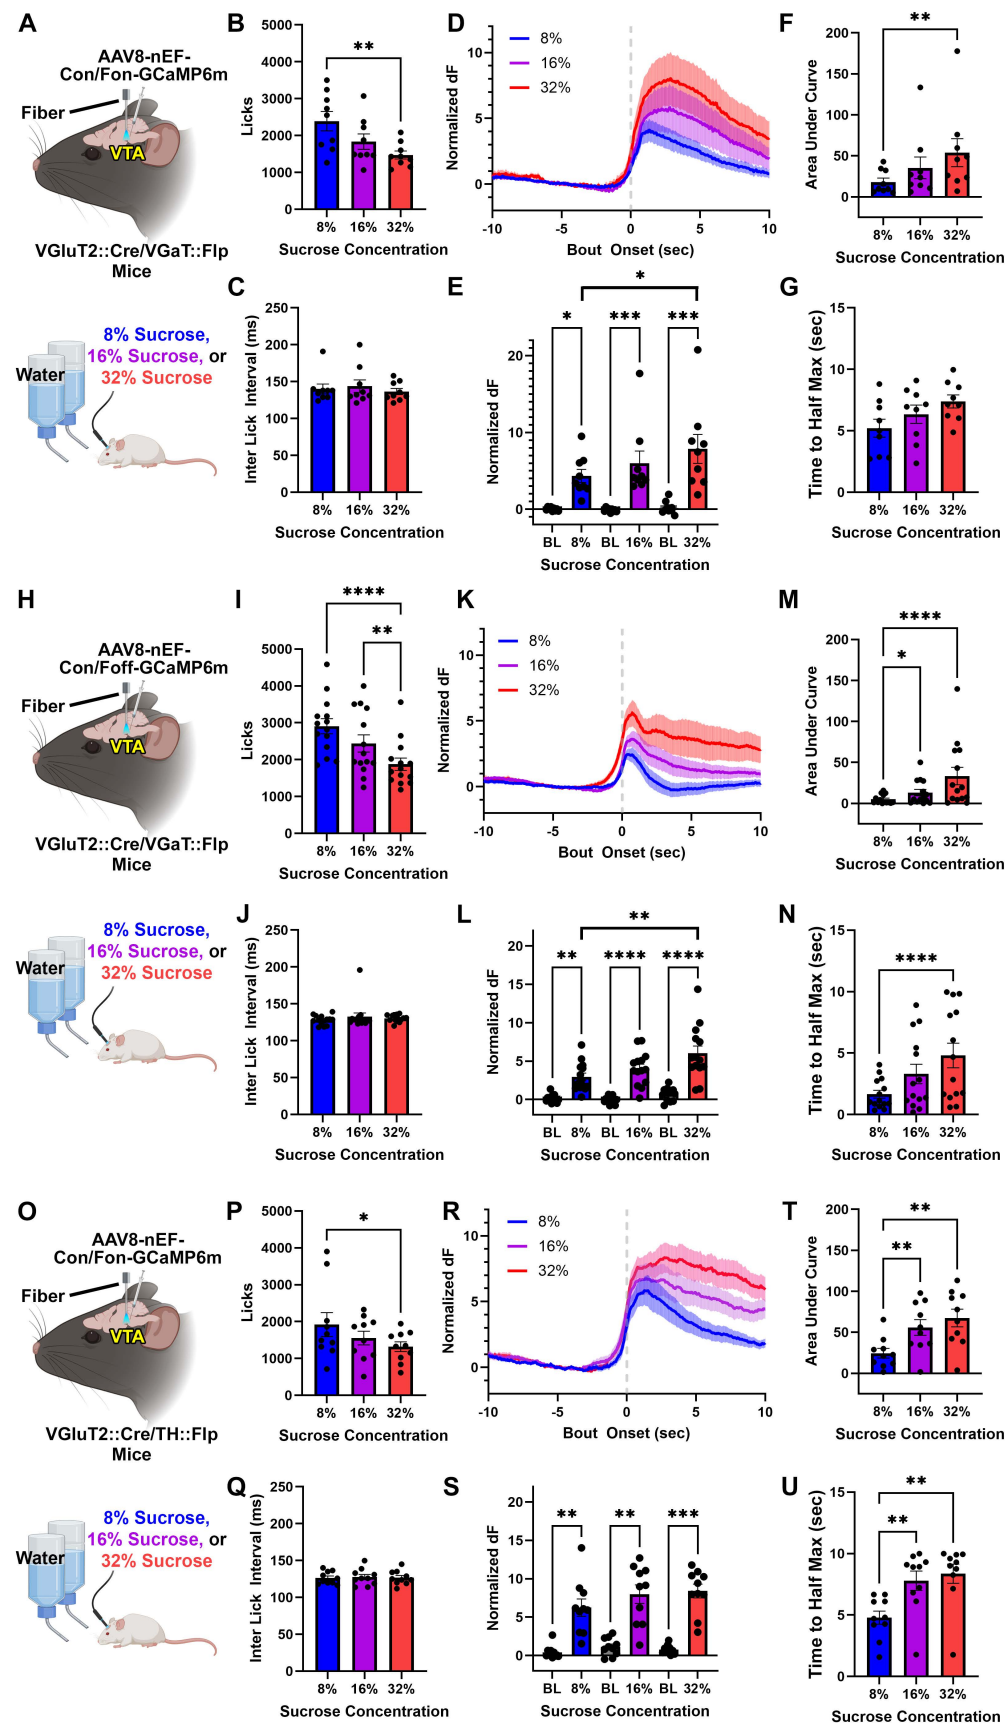 A
AAV8-nEF-
Con/Fon-GCaMP6m
Fiber
VTA
VGluT2::Cre/VGaT::Flp
Mice
Water
8% Sucrose,
16% Sucrose, or
32% Sucrose
B
Licks
5000
4000
3000
2000
1000
0
**
8% 16% 32%
Sucrose Concentration
C
Inter Lick Interval (ms)
250
200
150
100
50
0
8% 16% 32%
Sucrose Concentration
D
Normalized dF
10
5
0
8%
16%
32%
-10 -5 0 5 10
Bout Onset (sec)
E
Normalized dF
20
10
0
*
* *** ***
BL 8% BL 16% BL 32%
Sucrose Concentration
F
Area Under Curve
200
150
100
50
0
**
8% 16% 32%
Sucrose Concentration
G
Time to Half Max (sec)
15
10
5
0
8% 16% 32%
Sucrose Concentration
H
AAV8-nEF-
Con/Foff-GCaMP6m
Fiber
VTA
VGluT2::Cre/VGaT::Flp
Mice
Water
8% Sucrose,
16% Sucrose, or
32% Sucrose
I
Licks
5000
4000
3000
2000
1000
0
****
**
8% 16% 32%
Sucrose Concentration
J
Inter Lick Interval (ms)
250
200
150
100
50
0
8% 16% 32%
Sucrose Concentration
K
Normalized dF
10
5
0
8%
16%
32%
-10 -5 0 5 10
Bout Onset (sec)
L
Normalized dF
20
15
10
5
0
**
** **** ****
BL 8% BL 16% BL 32%
Sucrose Concentration
M
Area Under Curve
200
150
100
50
0
****
*
8% 16% 32%
Sucrose Concentration
N
Time to Half Max (sec)
15
10
5
0
****
8% 16% 32%
Sucrose Concentration
O
AAV8-nEF-
Con/Fon-GCaMP6m
Fiber
VTA
VGluT2::Cre/TH::Flp
Mice
Water
8% Sucrose,
16% Sucrose, or
32% Sucrose
P
Licks
5000
4000
3000
2000
1000
0
*
8% 16% 32%
Sucrose Concentration
Q
Inter Lick Interval (ms)
250
200
150
100
50
0
8% 16% 32%
Sucrose Concentration
R
Normalized dF
10
5
0
8%
16%
32%
-10 -5 0 5 10
Bout Onset (sec)
S
Normalized dF
20
15
10
5
0
** ** ***
BL 8% BL 16% BL 32%
Sucrose Concentration
T
Area Under Curve
200
150
100
50
0
**
**
8% 16% 32%
Sucrose Concentration
U
Time to Half Max (sec)
15
10
5
0
**
**
8% 16% 32%
Sucrose Concentration